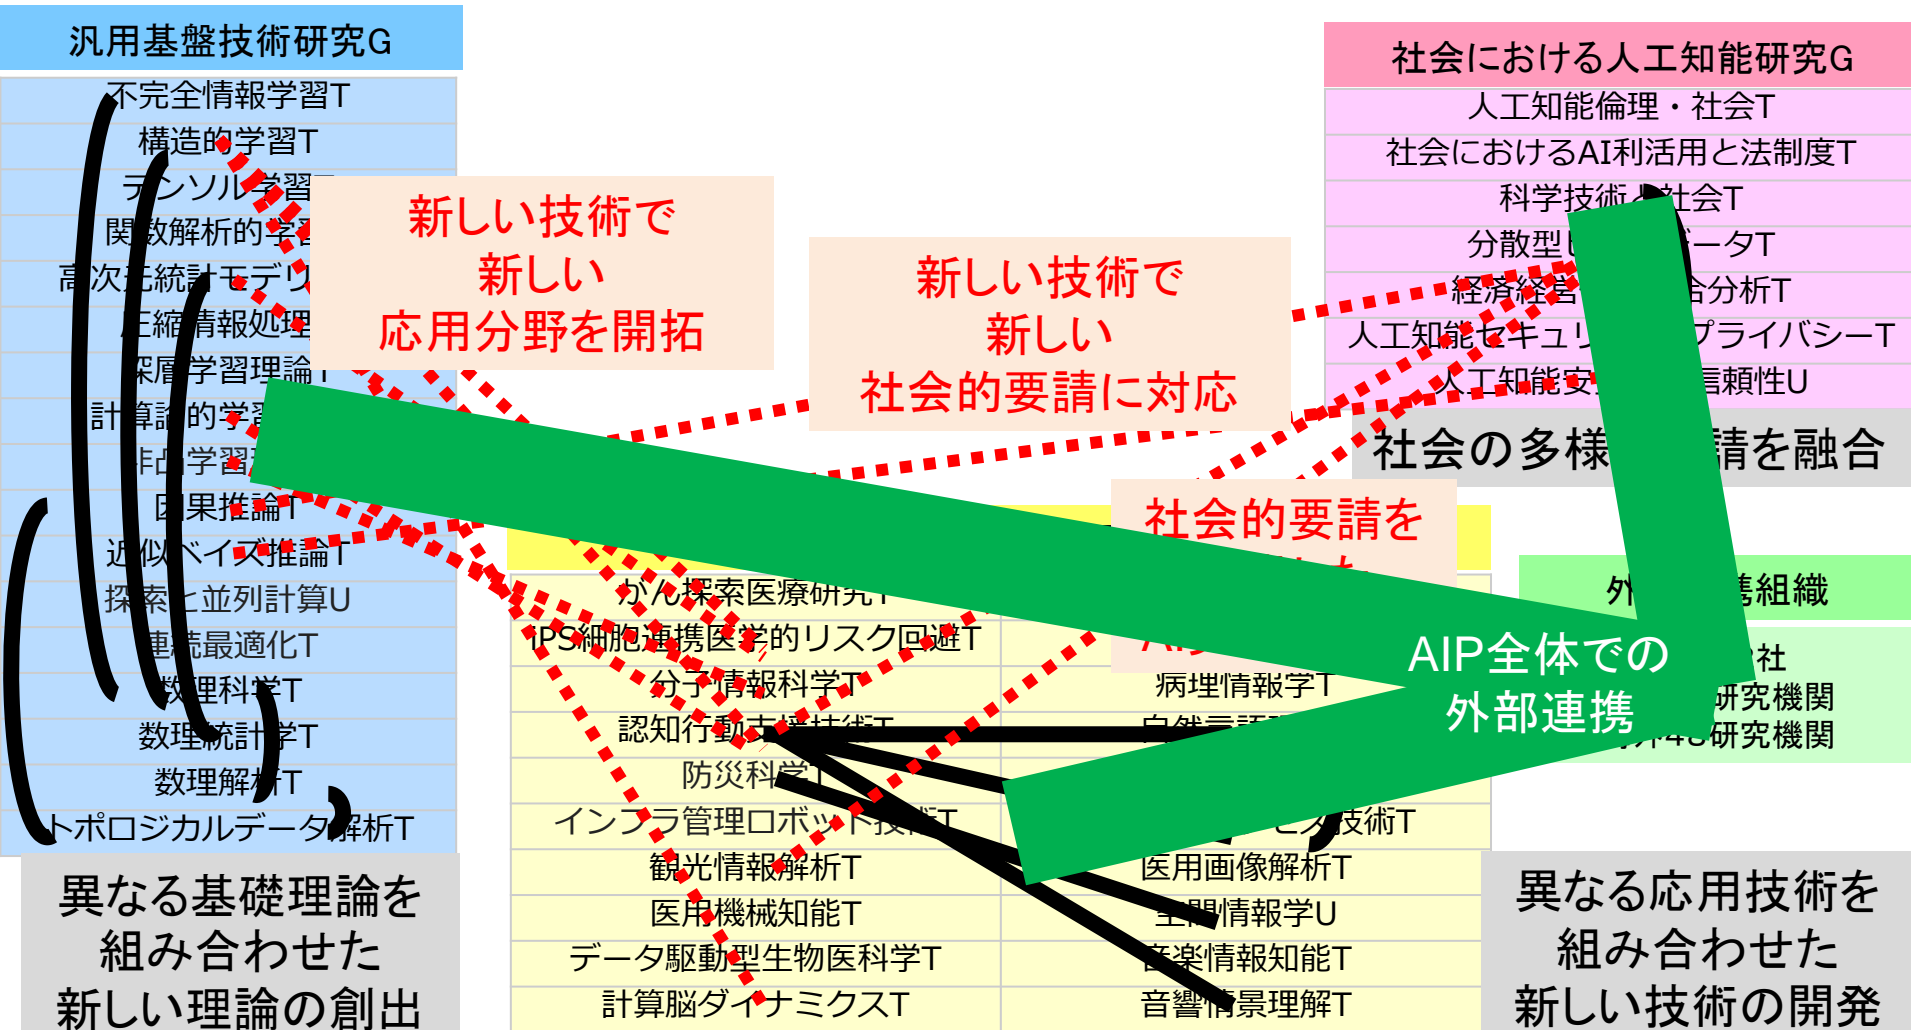 汎用基盤技術研究G
不完全情報学習T
構造的学習T
テンソル学習T
関数解析的学習
高次元統計モデリ
圧縮情報処理
深層学習理論T
計算論的学習
非凸学習
因果推論T
近似ベイズ推論T
探索と並列計算U
連続最適化T
数理科学T
数理統計学T
数理解析T
トポロジカルデータ解析T
異なる基礎理論を
組み合わせた
新しい理論の創出
新しい技術で
新しい
応用分野を開拓
新しい技術で
新しい
社会的要請に対応
社会における人工知能研究G
人工知能倫理・社会T
社会におけるAI利活用と法制度T
科学技術と社会T
分散型 ータT
経済経営 合分析T
人工知能セキュリ プライバシーT
人工知能安 信頼性U
社会の多様 請を融合
社会的要請を
がん探索医療研究T
iPS細胞連携医学的リスク回避T
分子情報科学T
病理情報学T
認知行動支援技術T
自然言語
防災科学T
インフラ管理ロボット技術T
ビス技術T
観光情報解析T
医用画像解析T
医用機械知能T
空間情報学U
データ駆動型生物医科学T
音楽情報知能T
計算脳ダイナミクスT
音響情景理解T
外 携組織
社
研究機関
研究機関
AIP全体での
外部連携
異なる応用技術を
組み合わせた
新しい技術の開発